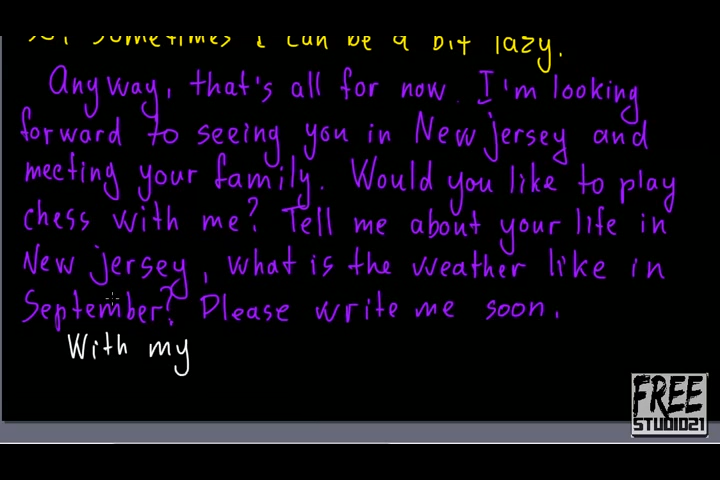 sometimes I can be a bit lazy.
Anyway, that's all for now. I'm looking
forward to seeing you in New jersey and
meeting your family. Would you like to play
chess with me? Tell me about your life in
New jersey, what is the weather like in
September? Please write me soon.
With my
FREE
STUDIO21